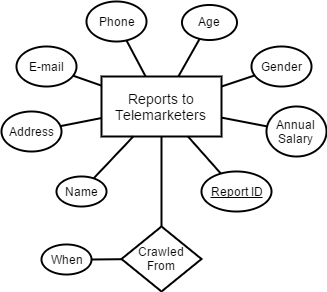 Phone
Age
E-mail
Gender
Reports to
Telemarketers
Address
Annual
Salary
Name
Report ID
When
Crawled
From